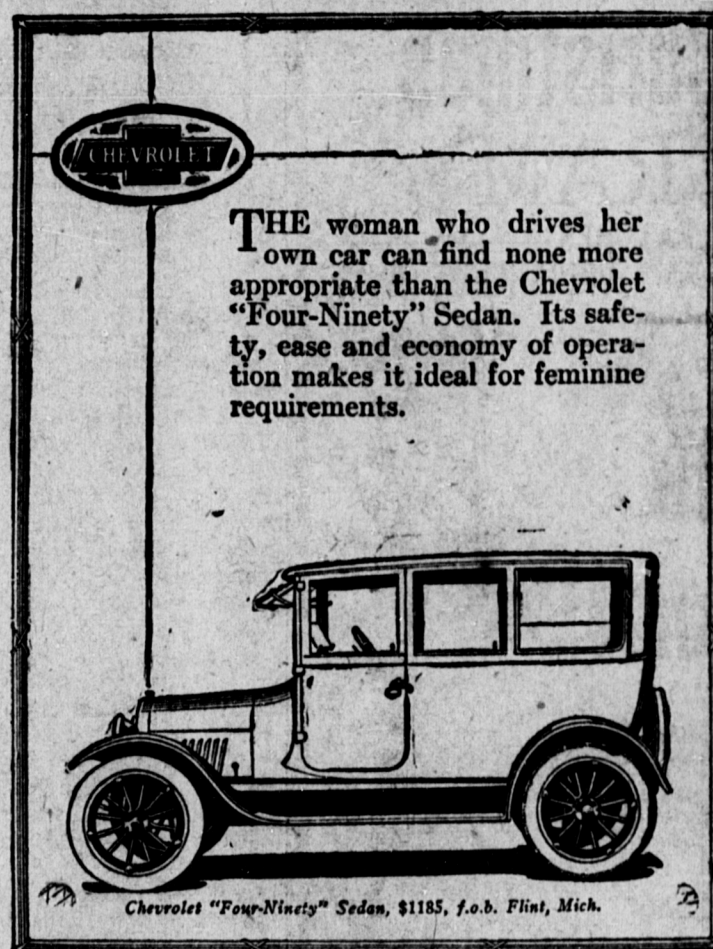 CHEVROLET
THE woman who drives her
own car can find none more
appropriate than the Chevrolet
“Four-Ninety” Sedan. Its safe-
ty, ease and economy of opera-
tion makes it ideal for feminine
requirements.
Chevrolet "Four-Ninety" Sedan, $1185, f.o.b. Flint, Mich.